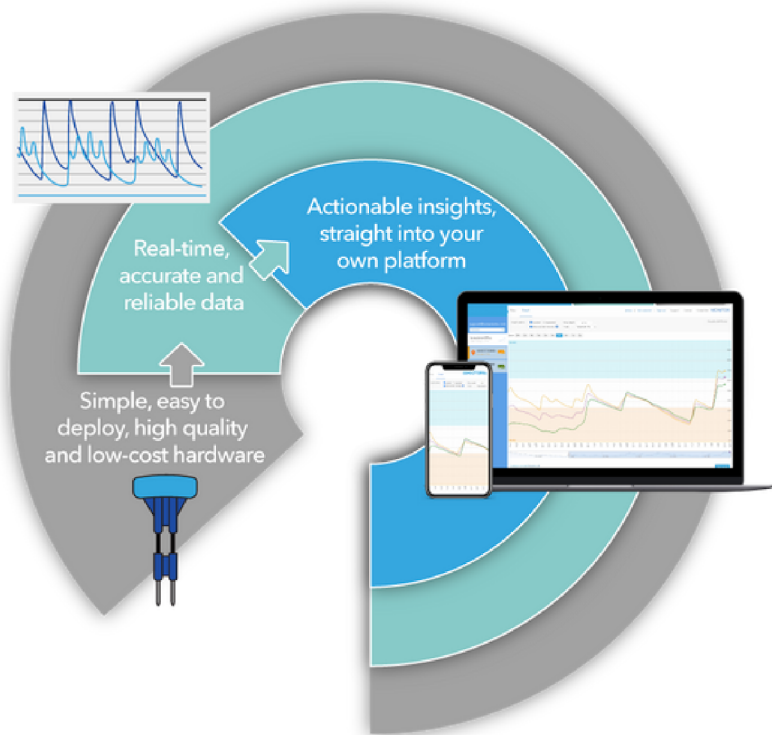 Actionable insights,
straight into your
own platform
Real-time,
accurate and
reliable data
Simple, easy to
deploy, high quality
and low-cost hardware